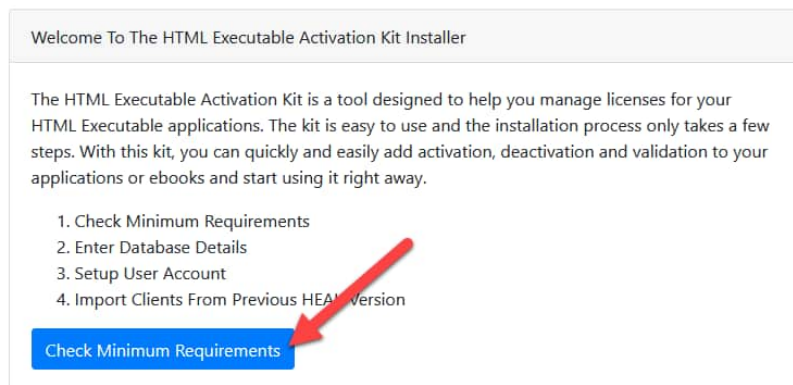 Welcome To The HTML Executable Activation Kit Installer
The HTML Executable Activation Kit is a tool designed to help you manage licenses for your
HTML Executable applications. The kit is easy to use and the installation process only takes a few
steps. With this kit, you can quickly and easily add activation, deactivation and validation to your
applications or ebooks and start using it right away.
1. Check Minimum Requirements
2. Enter Database Details
3. Setup User Account
4. Import Clients From Previous Version
Check Minimum Requirements